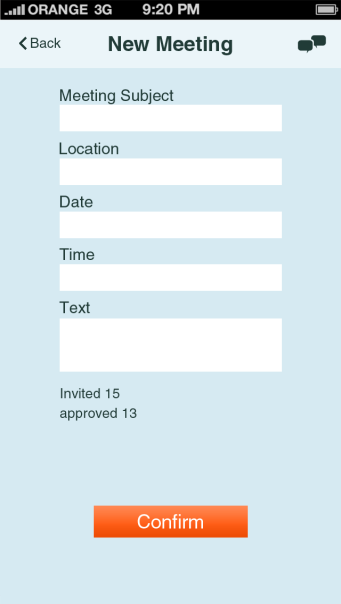 ORANGE 3G 9:20 PM
Back New Meeting
Meeting Subject
Location
Date
Time
Text
Invited 15
approved 13
Confirm